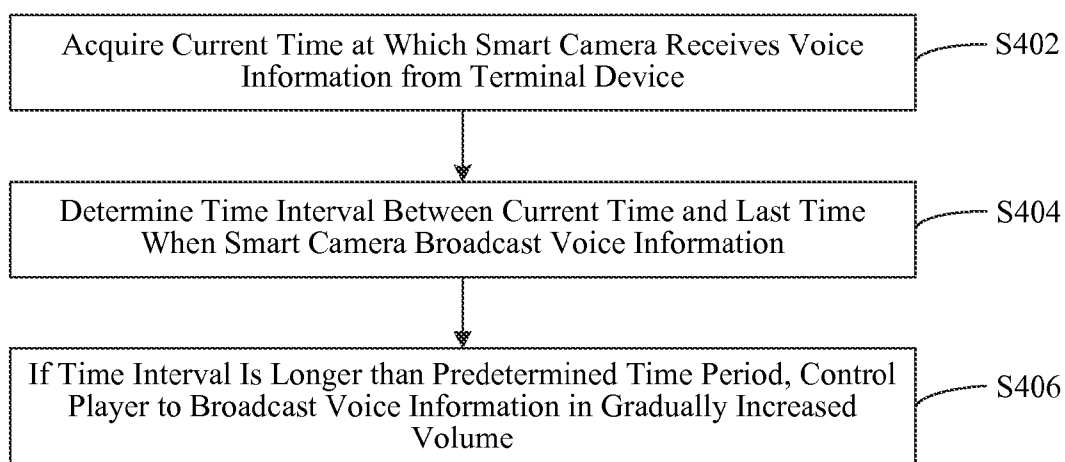 Acquire Current Time at Which Smart Camera Receives Voice
Information from Terminal Device
S402
Determine Time Interval Between Current Time and Last Time
When Smart Camera Broadcast Voice Information
S404
If Time Interval Is Longer than Predetermined Time Period, Control
Player to Broadcast Voice Information in Gradually Increased
Volume
S406